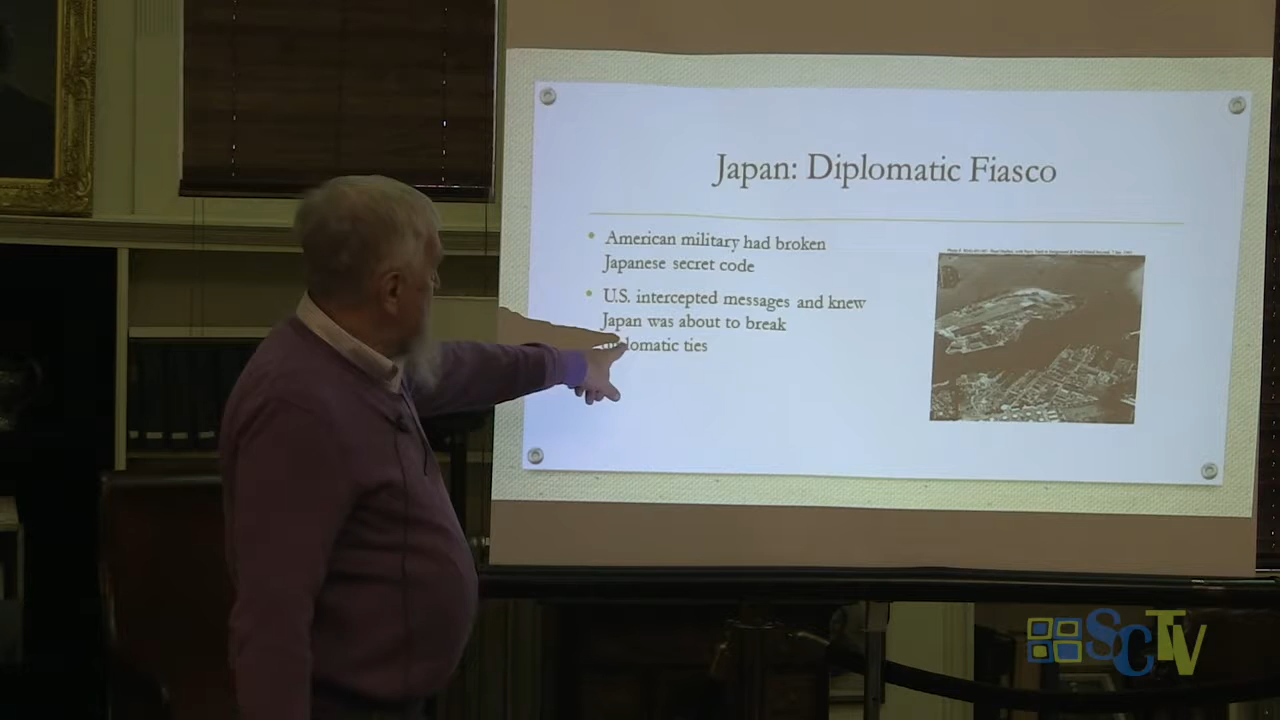 Japan: Diplomatic Fiasco
• American military had broken
Japanese secret code
• U.S. intercepted messages and knew
Japan was about to break
diplomatic ties
SCTV